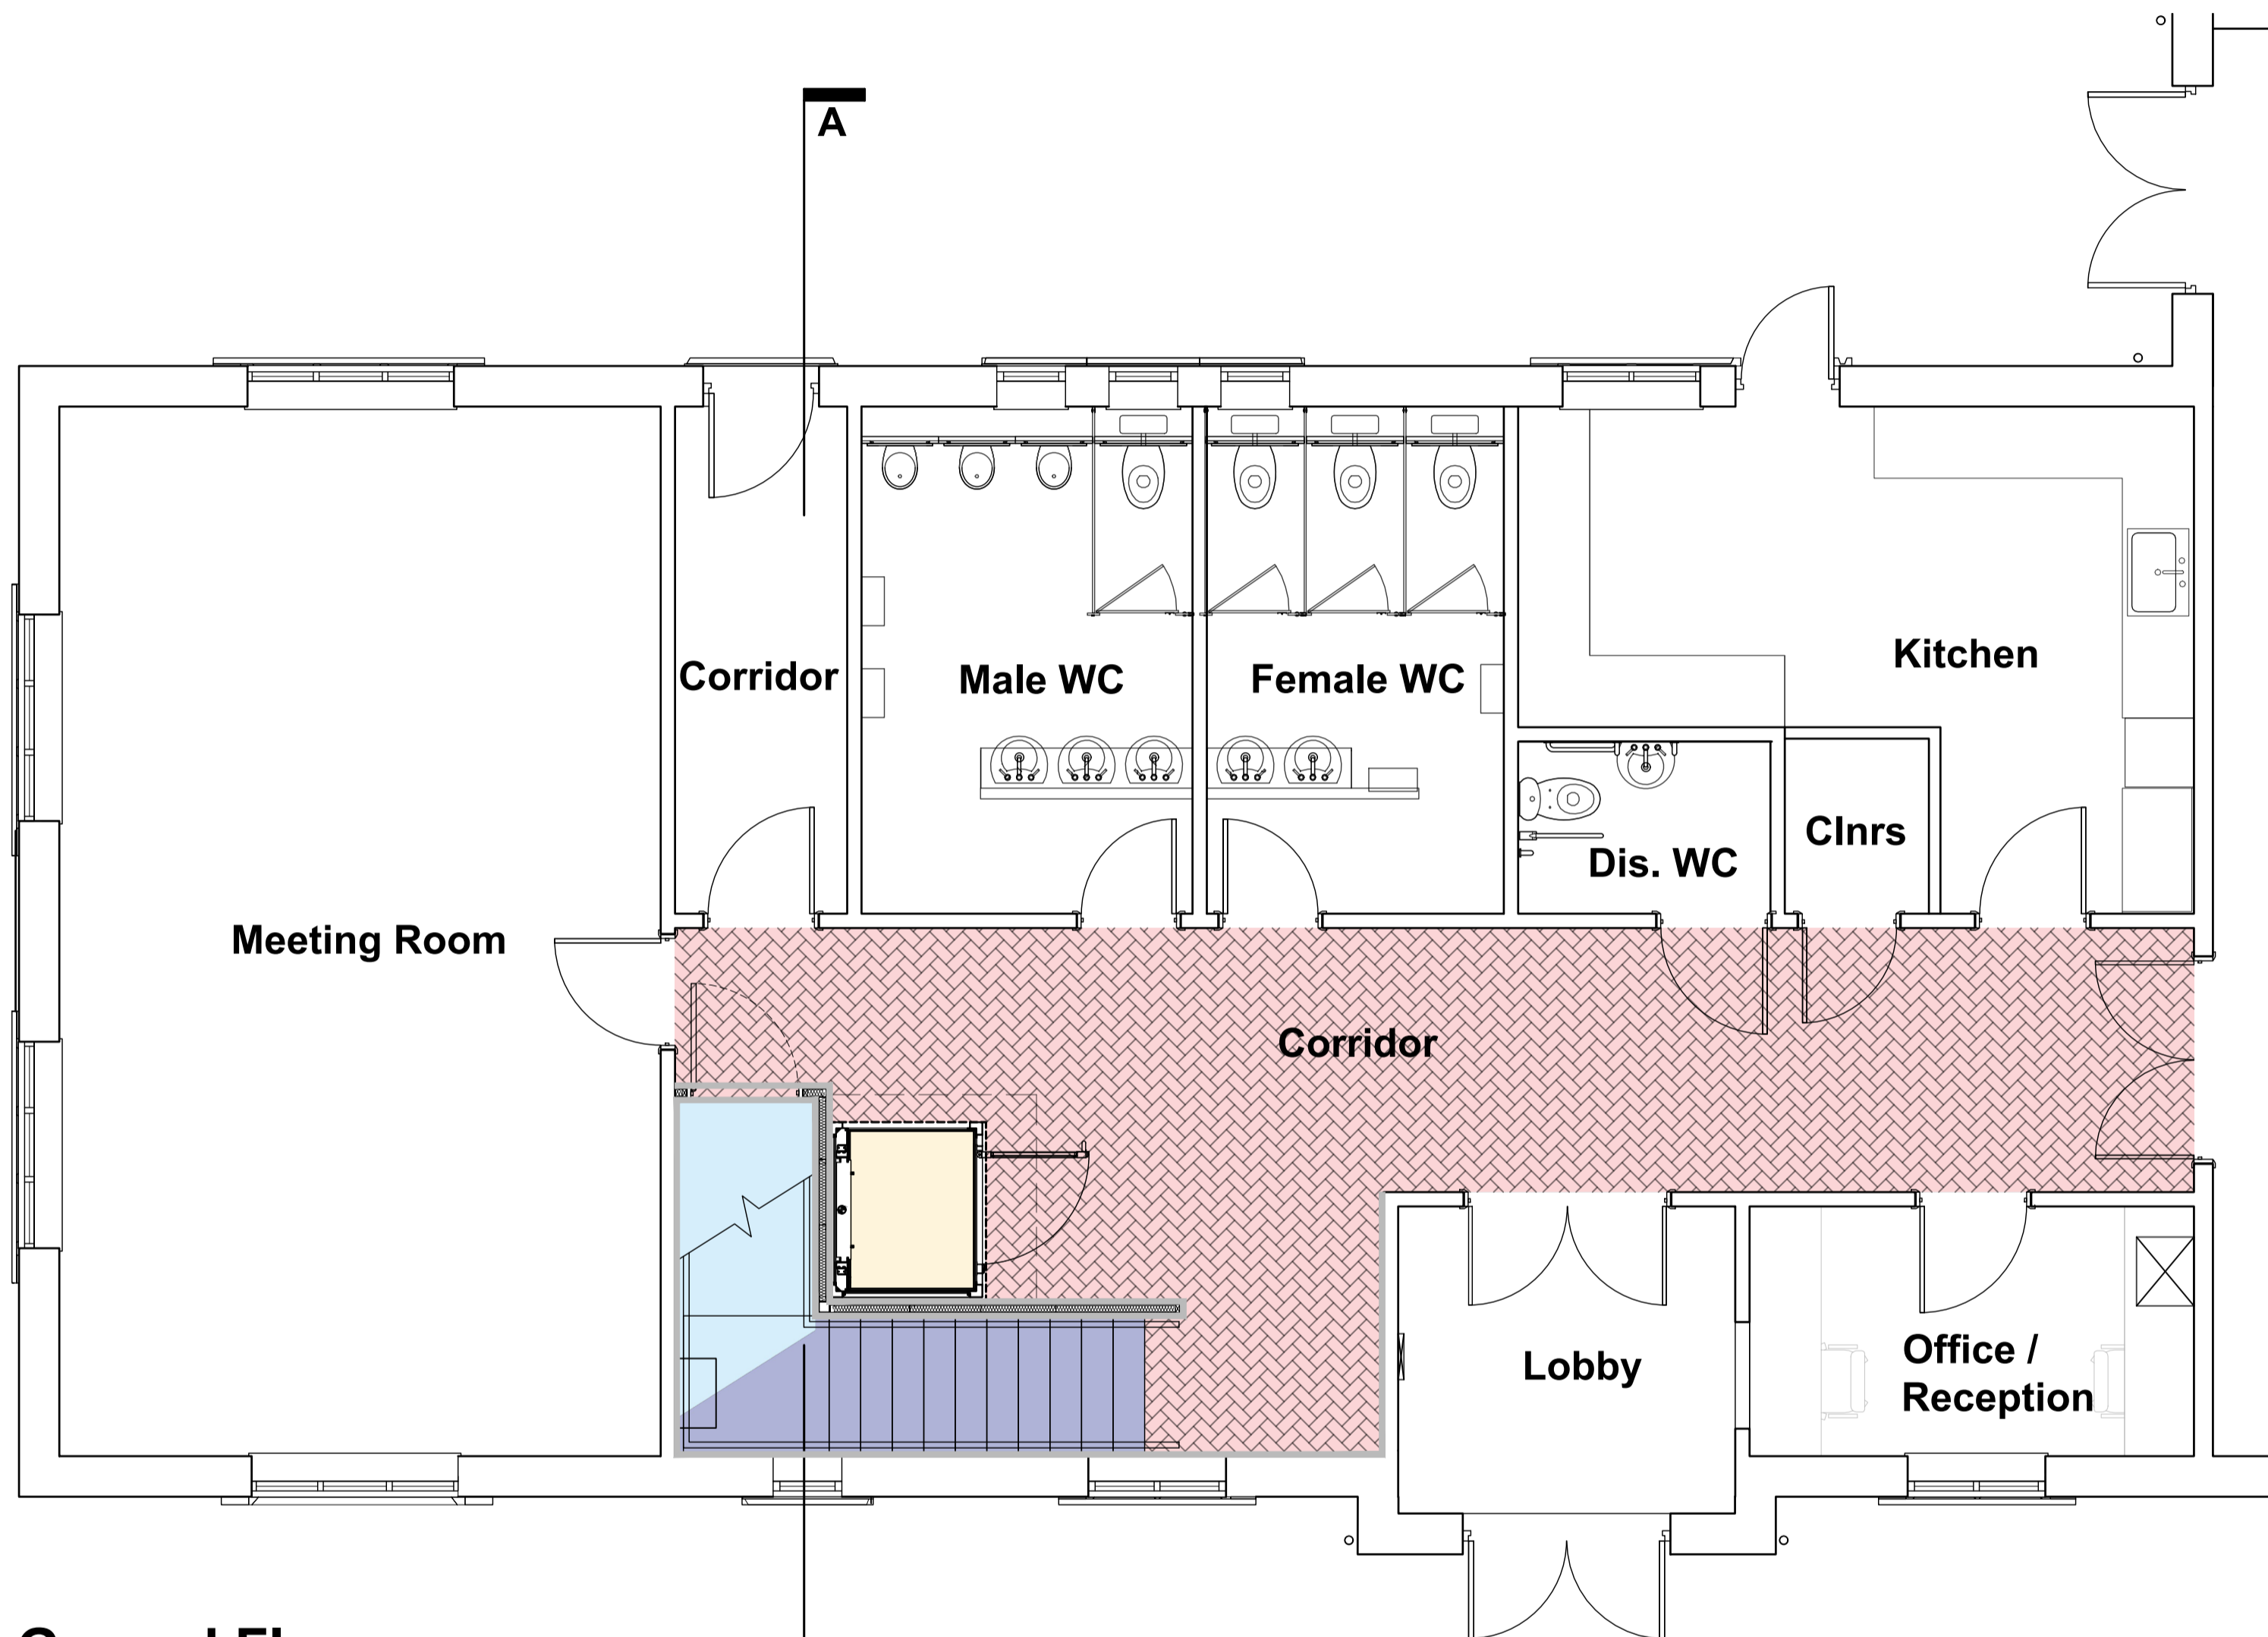 A
Corridor
Male WC
Female WC
Kitchen
Clnrs
Dis. WC
Meeting Room
Corridor
Lobby
Office /
Reception